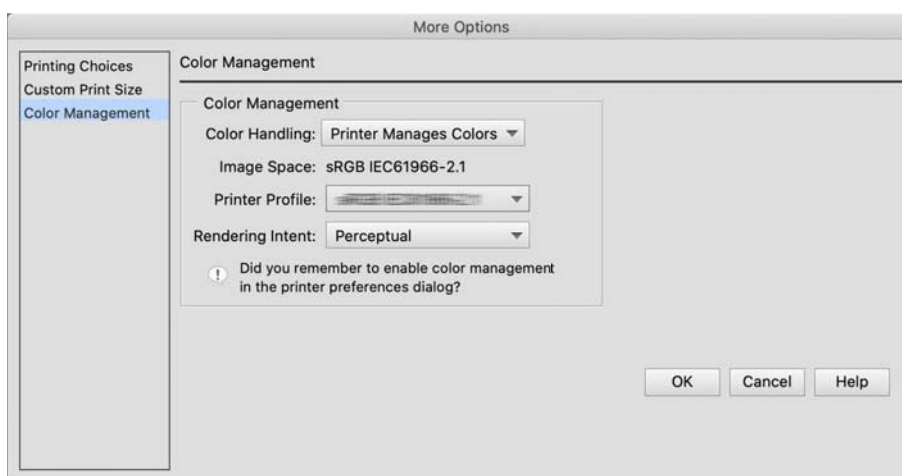 More Options
Printing Choices
Custom Print Size
Color Management
Color Management
Color Management
Color Handling: Printer Manages Colors
Image Space: sRGB IEC61966-2.1
Printer Profile:
Rendering Intent: Perceptual
! Did you remember to enable color management
in the printer preferences dialog?
OK Cancel Help